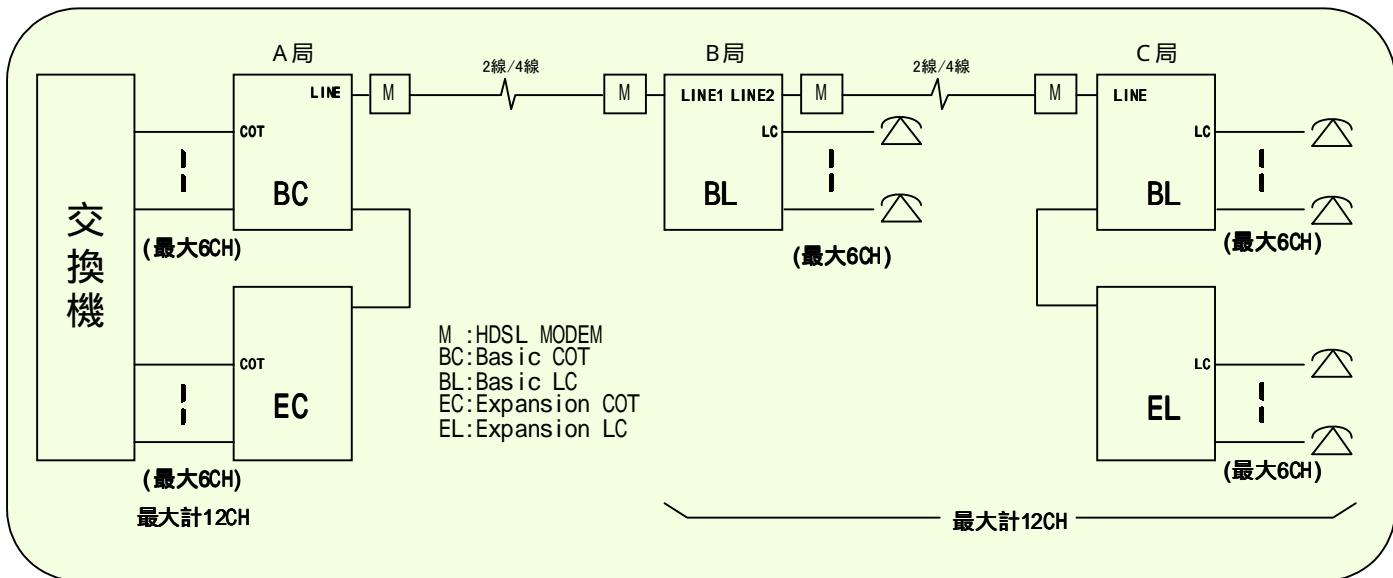 A局
B局
C局
2線/4線
2線/4線
LINE
M
M
LINE1 LINE2
M
M
LINE
COT
LC
LC
BC
BL
BL
交換機
(最大6CH)
(最大6CH)
(最大6CH)
M :HDSL MODEM
BC:Basic COT
BL:Basic LC
EC:Expansion COT
EL:Expansion LC
COT
LC
EC
EL
(最大6CH)
(最大6CH)
最大計12CH
最大計12CH